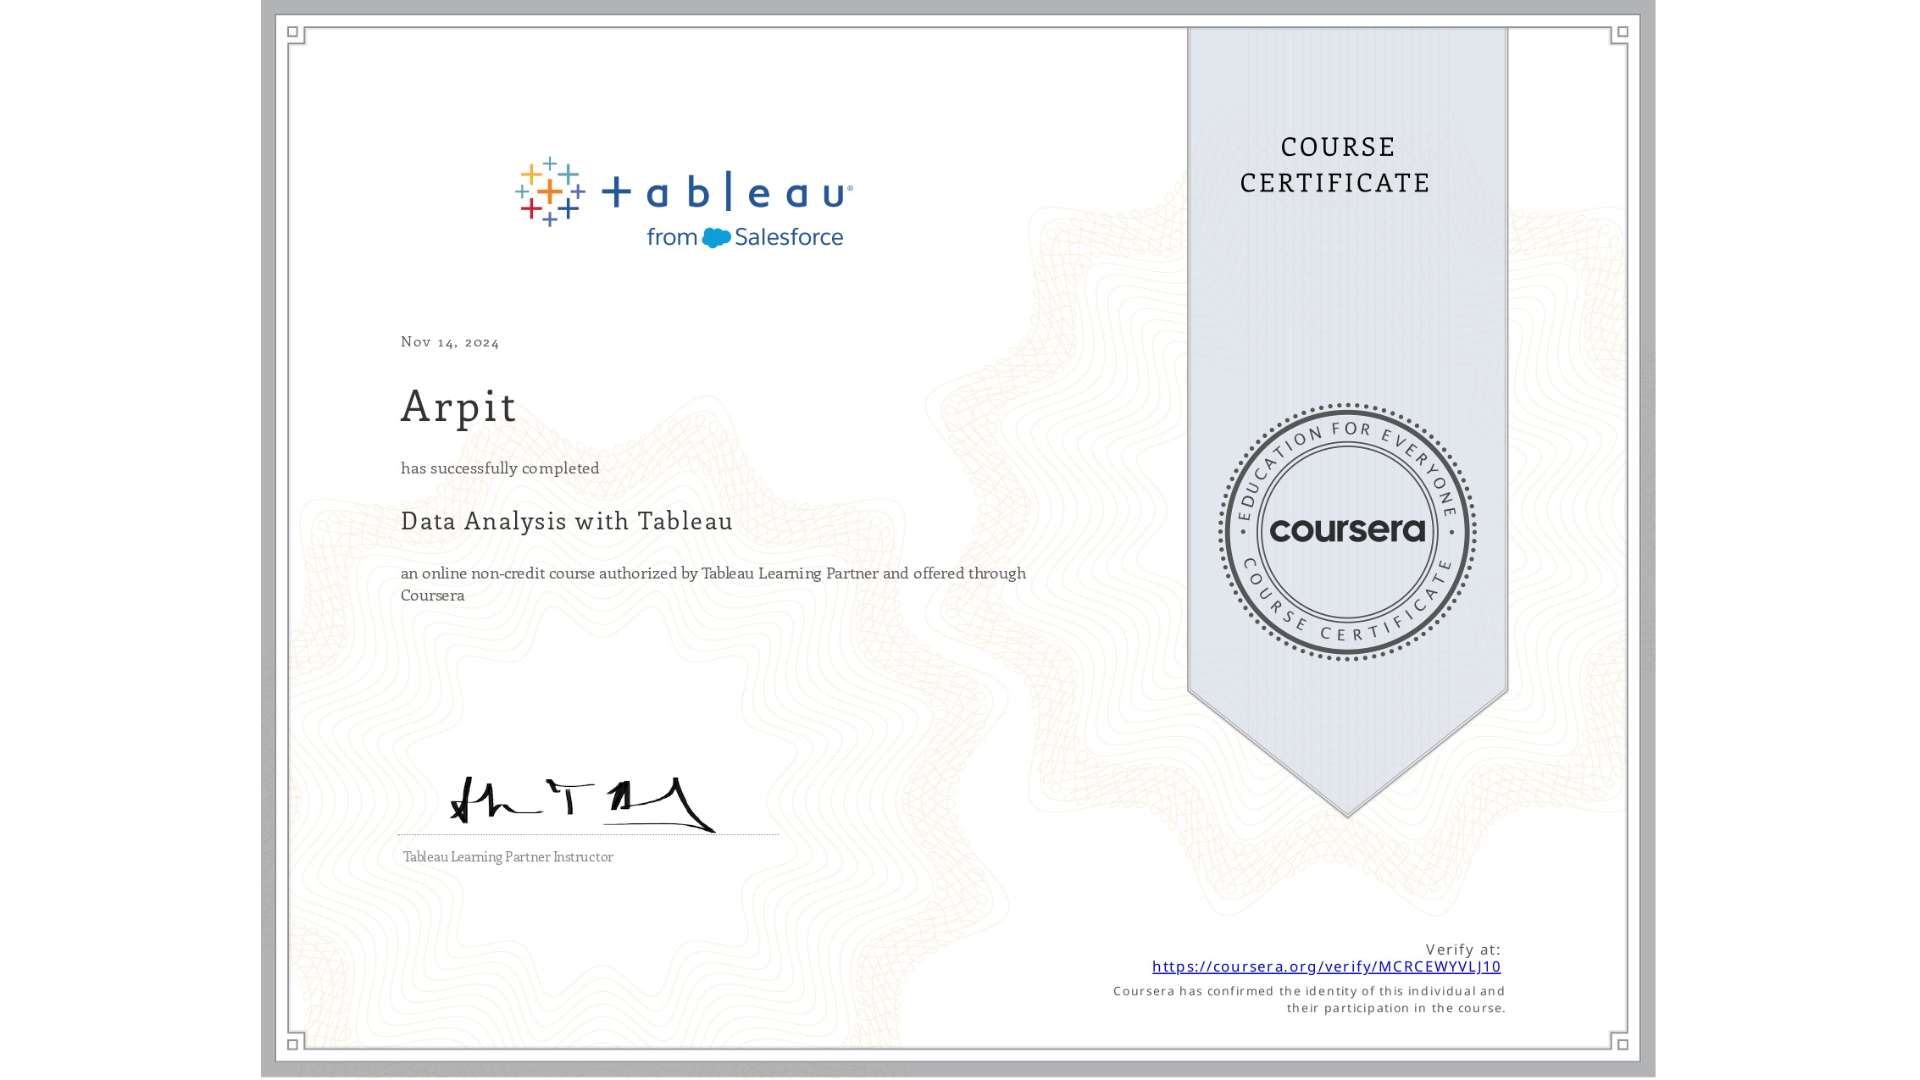 tableau®
from Salesforce
COURSE
CERTIFICATE
Nov 14, 2024
Arpit
has successfully completed
Data Analysis with Tableau
an online non-credit course authorized by Tableau Learning Partner and offered through
Coursera
EDUCATION FOR EVERYONE
coursera
COURSE CERTIFICATE
Tableau Learning Partner Instructor
Verify at:
https://coursera.org/verify/MCRCEWYVLJ10
Coursera has confirmed the identity of this individual and
their participation in the course.